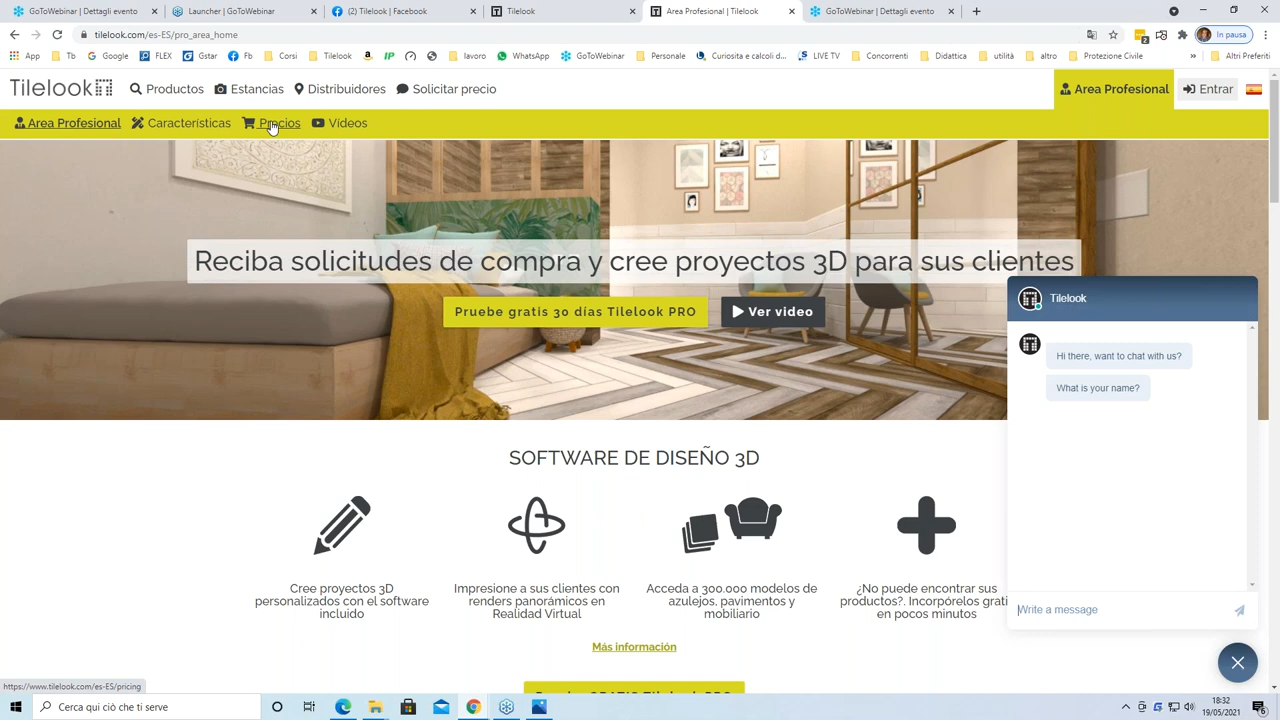 GoToWebinar | Dettagli evento
Launcher | GoToWebinar
(2) Tilelook | Facebook
Tilelook
Area Profesional | Tilelook
GoToWebinar | Dettagli evento
tilelook.com/es-ES/pro_area_home
In pausa
App
Tb
Google
FLEX
Gstar
Fb
Corsi
Tilelook
IP
lavoro
WhatsApp
GoToWebinar
Personale
Curiosita e calcoli d...
LIVE TV
Concorrenti
Didattica
utilità
altro
Protezione Civile
»
Altri Preferiti
Tilelook
Productos
Estancias
Distribuidores
Solicitar precio
Area Profesional
Entrar
Area Profesional
Características
Precios
Vídeos
Reciba solicitudes de compra y cree proyectos 3D para sus clientes
Pruebe gratis 30 días Tilelook PRO
Ver video
Tilelook
Hi there, want to chat with us?
What is your name?
Write a message
SOFTWARE DE DISEÑO 3D
Cree proyectos 3D
personalizados con el software
incluido
Impresione a sus clientes con
renders panorámicos en
Realidad Virtual
Acceda a 300.000 modelos de
azulejos, pavimentos y
mobiliario
¿No puede encontrar sus
productos?. Incorpórelos grati
en pocos minutos
Más información
https://www.tilelook.com/es-ES/pricing
Cerca qui ciò che ti serve
18:32
19/05/2021